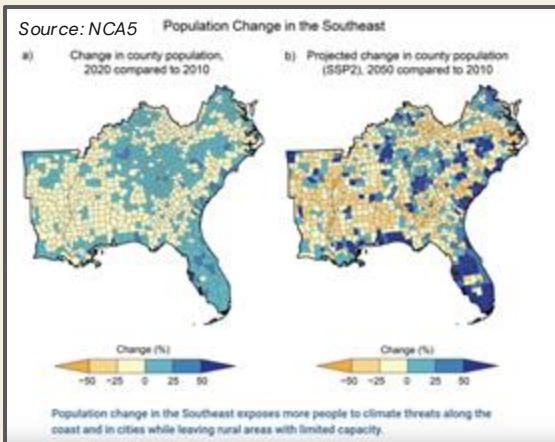 Source: NCA5
Population Change in the Southeast
a) Change in county population,
2020 compared to 2010
b) Projected change in county population
(SSP2), 2050 compared to 2010
Change (%)
−50 −25 0 25 50
Change (%)
−50 −25 0 25 50
Population change in the Southeast exposes more people to climate threats along the
coast and in cities while leaving rural areas with limited capacity.